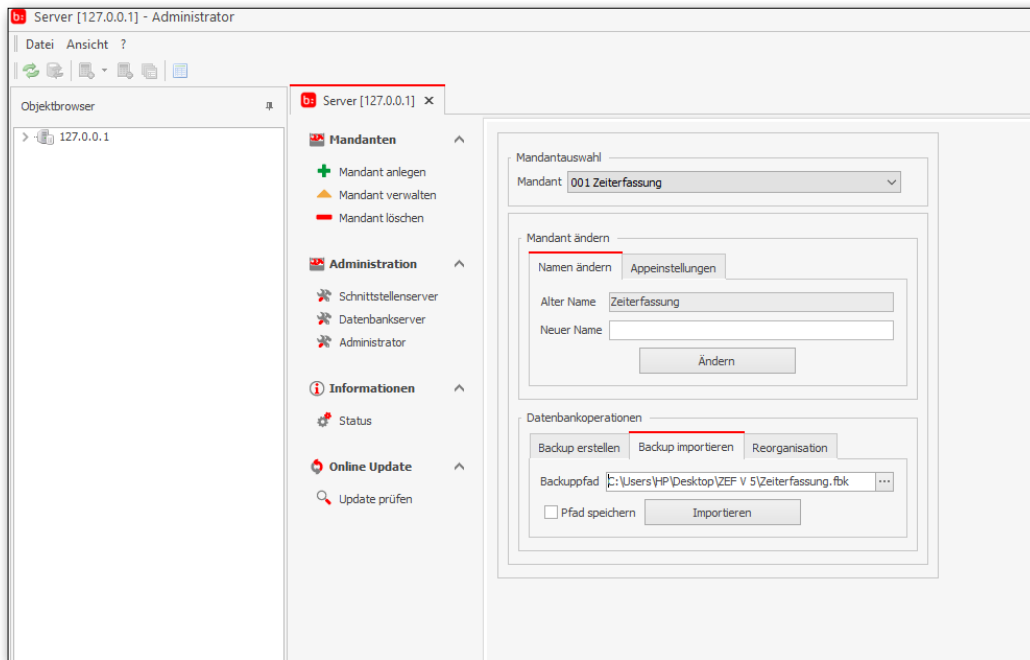 b: Server [127.0.0.1] - Administrator
Datei Ansicht ?
Objektbrowser
127.0.0.1
b: Server [127.0.0.1]
Mandanten
Mandant anlegen
Mandant verwalten
Mandant löschen
Administration
Schnittstellenserver
Datenbankserver
Administrator
Informationen
Status
Online Update
Update prüfen
Mandantauswahl
Mandant 001 Zeiterfassung
Mandant ändern
Namen ändern Appeinstellungen
Alter Name Zeiterfassung
Neuer Name
Ändern
Datenbankoperationen
Backup erstellen Backup importieren Reorganisation
Backuppfad C:\Users\HP\Desktop\ZEF V 5\Zeiterfassung.fbk ...
Pfad speichern Importieren